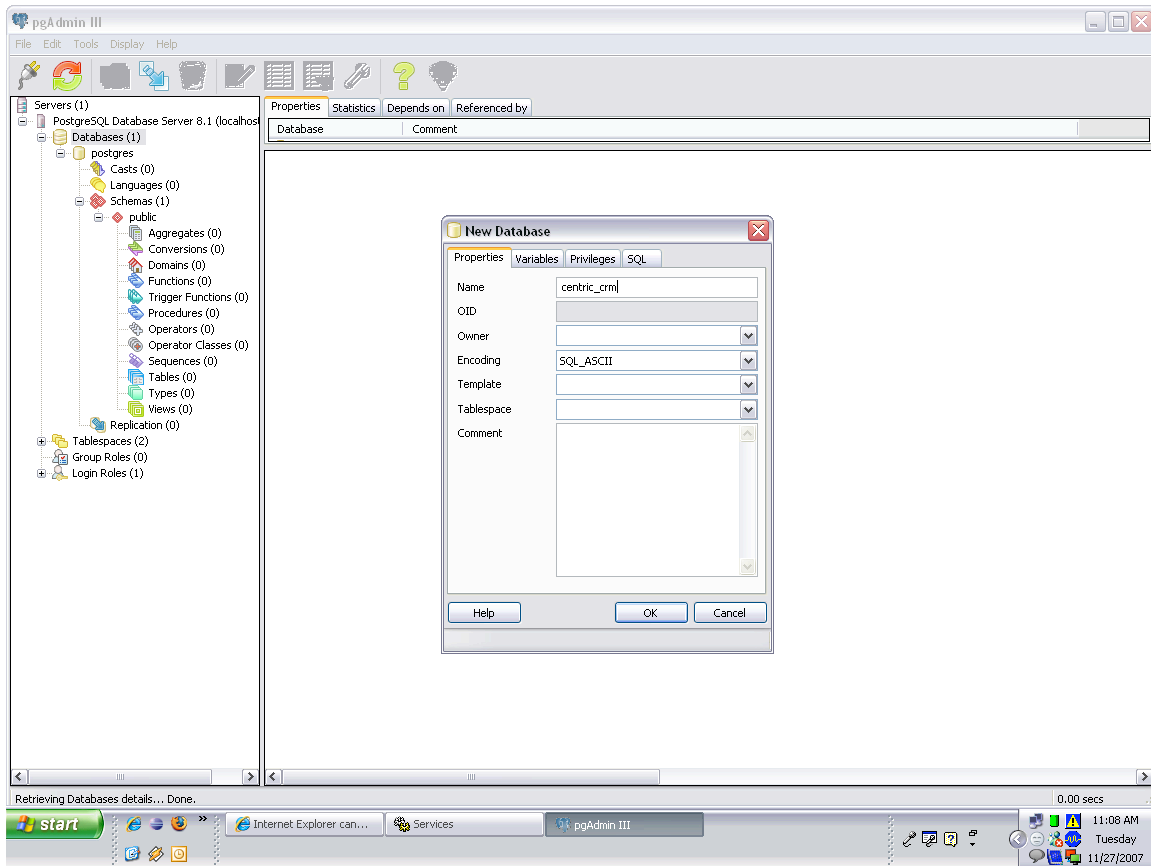 pgAdmin III
File Edit Tools Display Help
Servers (1)
PostgreSQL Database Server 8.1 (localhost
Databases (1)
postgres
Casts (0)
Languages (0)
Schemas (1)
public
Aggregates (0)
Conversions (0)
Domains (0)
Functions (0)
Trigger Functions (0)
Procedures (0)
Operators (0)
Operator Classes (0)
Sequences (0)
Tables (0)
Types (0)
Views (0)
Replication (0)
Tablespaces (2)
Group Roles (0)
Login Roles (1)
Properties Statistics Depends on Referenced by
Database Comment
New Database
Properties Variables Privileges SQL
Name centric_crm
OID
Owner
Encoding SQL_ASCII
Template
Tablespace
Comment
Help OK Cancel
Retrieving Databases details... Done. 0.00 secs
start Internet Explorer can... Services pgAdmin III
11:08 AM
Tuesday
11/27/2007